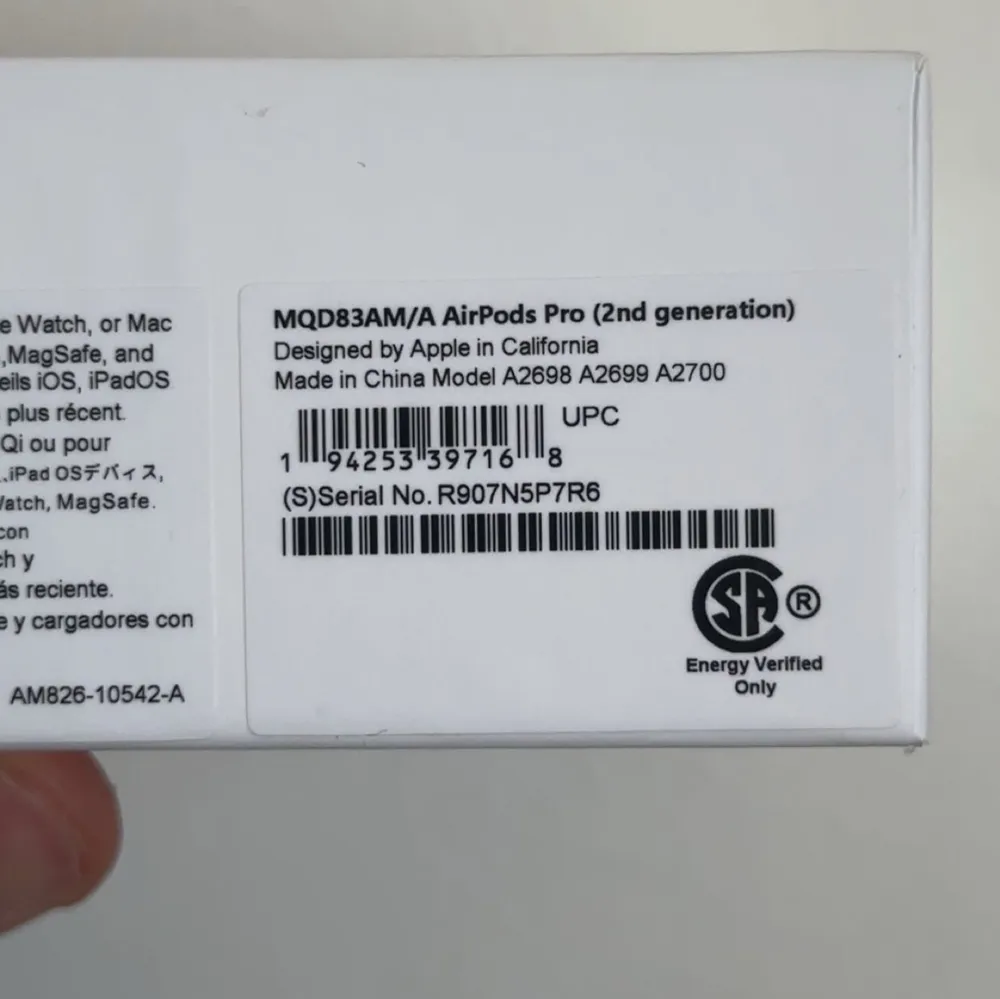 e Watch, or Mac
,MagSafe, and
eils iOS, iPadOS
plus récent.
Qi ou pour
.iPad OSデバイス,
Watch, MagSafe.
con
ch y
ás reciente.
e y cargadores con
AM826-10542-A
MQD83AM/A AirPods Pro (2nd generation)
Designed by Apple in California
Made in China Model A2698 A2699 A2700
UPC
1 94253 39716 8
(S)Serial No. R907N5P7R6
SA ®
Energy Verified
Only